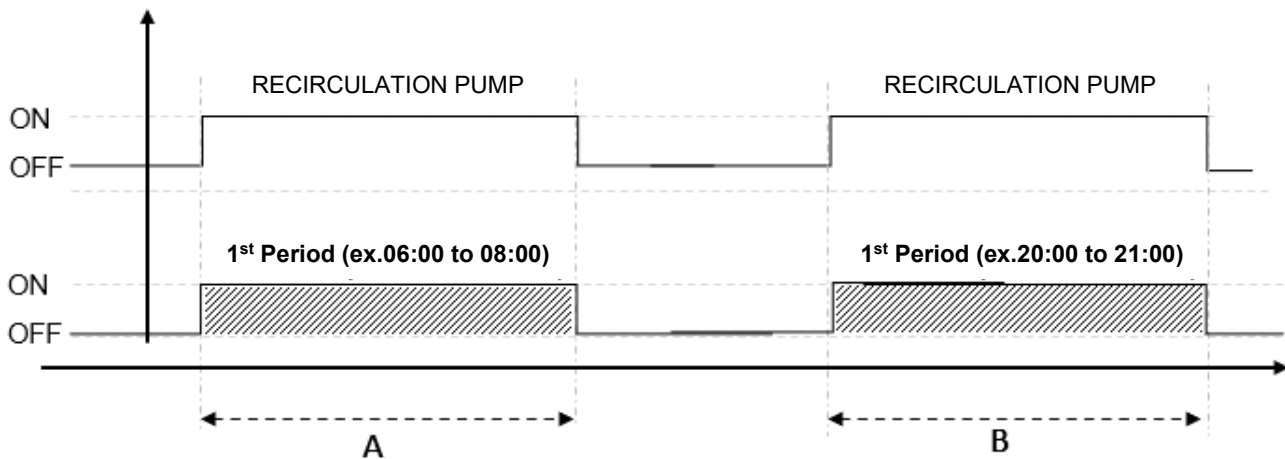 RECIRCULATION PUMP RECIRCULATION PUMP
ON
OFF
1st Period (ex.06:00 to 08:00) 1st Period (ex.20:00 to 21:00)
ON
OFF
A B